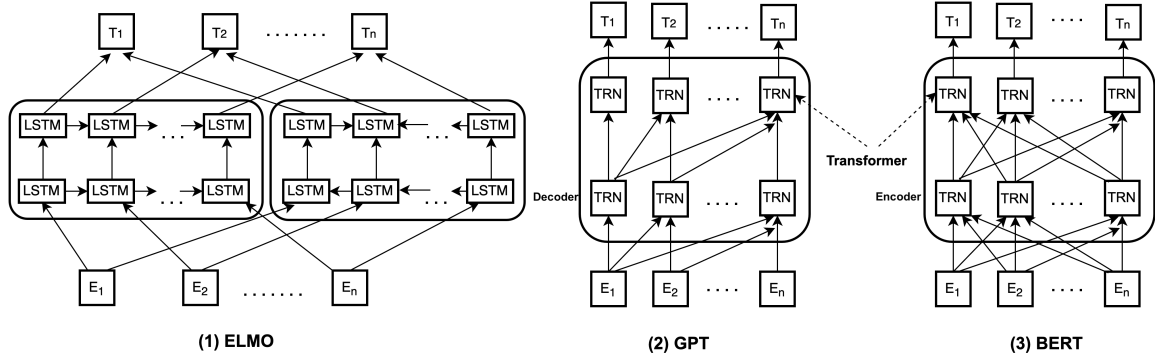 T1 T2 ....... Tn
LSTM LSTM ... LSTM LSTM LSTM ... LSTM
LSTM LSTM ... LSTM LSTM LSTM ... LSTM
E1 E2 ....... En
(1) ELMO
T1 T2 ..... Tn
TRN TRN .... TRN
Decoder TRN TRN .... TRN
E1 E2 .... En
(2) GPT
Transformer
T1 T2 .... Tn
TRN TRN .... TRN
Encoder TRN TRN .... TRN
E1 E2 .... En
(3) BERT